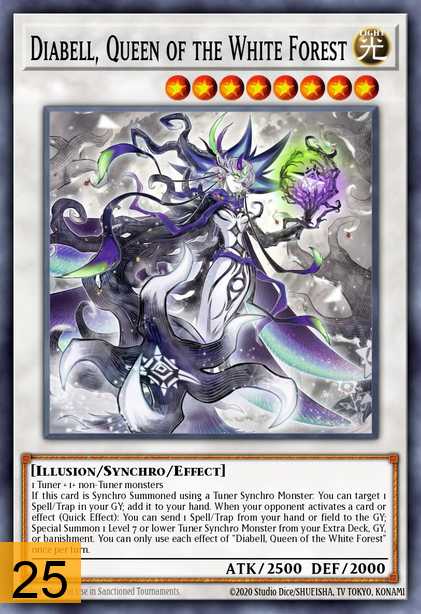 Diabell, Queen of the White Forest
LIGHT
光
[Illusion/Synchro/Effect]
1 Tuner + 1+ non-Tuner monsters
If this card is Synchro Summoned using a Tuner Synchro Monster: You can target 1
Spell/Trap in your GY; add it to your hand. When your opponent activates a card or
effect (Quick Effect): You can send 1 Spell/Trap from your hand or field to the GY;
Special Summon 1 Level 7 or lower Tuner Synchro Monster from your Extra Deck, GY,
or banishment. You can only use each effect of "Diabell, Queen of the White Forest"
once per turn.
ATK/2500 DEF/2000
25
use in Sanctioned Tournaments.
©2020 Studio Dice/SHUEISHA, TV TOKYO, KONAMI